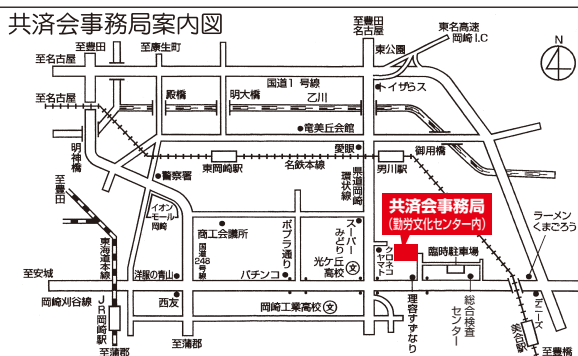 共済会事務局案内図
至豊田
至康生町
至豊田
名古屋
東名高速
岡崎I.C
N
至名古屋
東公園
国道1号線
トイザらス
至名古屋
殿橋
明大橋
乙川
竜美丘会館
明神橋
愛眼
御用橋
東岡崎駅
名鉄本線
男川駅
警察署
至豊田
県道岡崎
環状線
共済会事務局
(勤労文化センター内)
イオン
モール
岡崎
ラーメン
くまごろう
商工会議所
国道248号線
ポプラ通り
スーパー
みどり
光ケ丘
高校
文
クロネコ
ヤマト
臨時駐車場
東海道本線
至安城
洋服の青山
パチンコ
岡崎刈谷線
JR岡崎駅
西友
岡崎工業高校
文
理容すずなり
総合検査
センター
デニーズ
美合駅
至蒲郡
至蒲郡
至豊橋